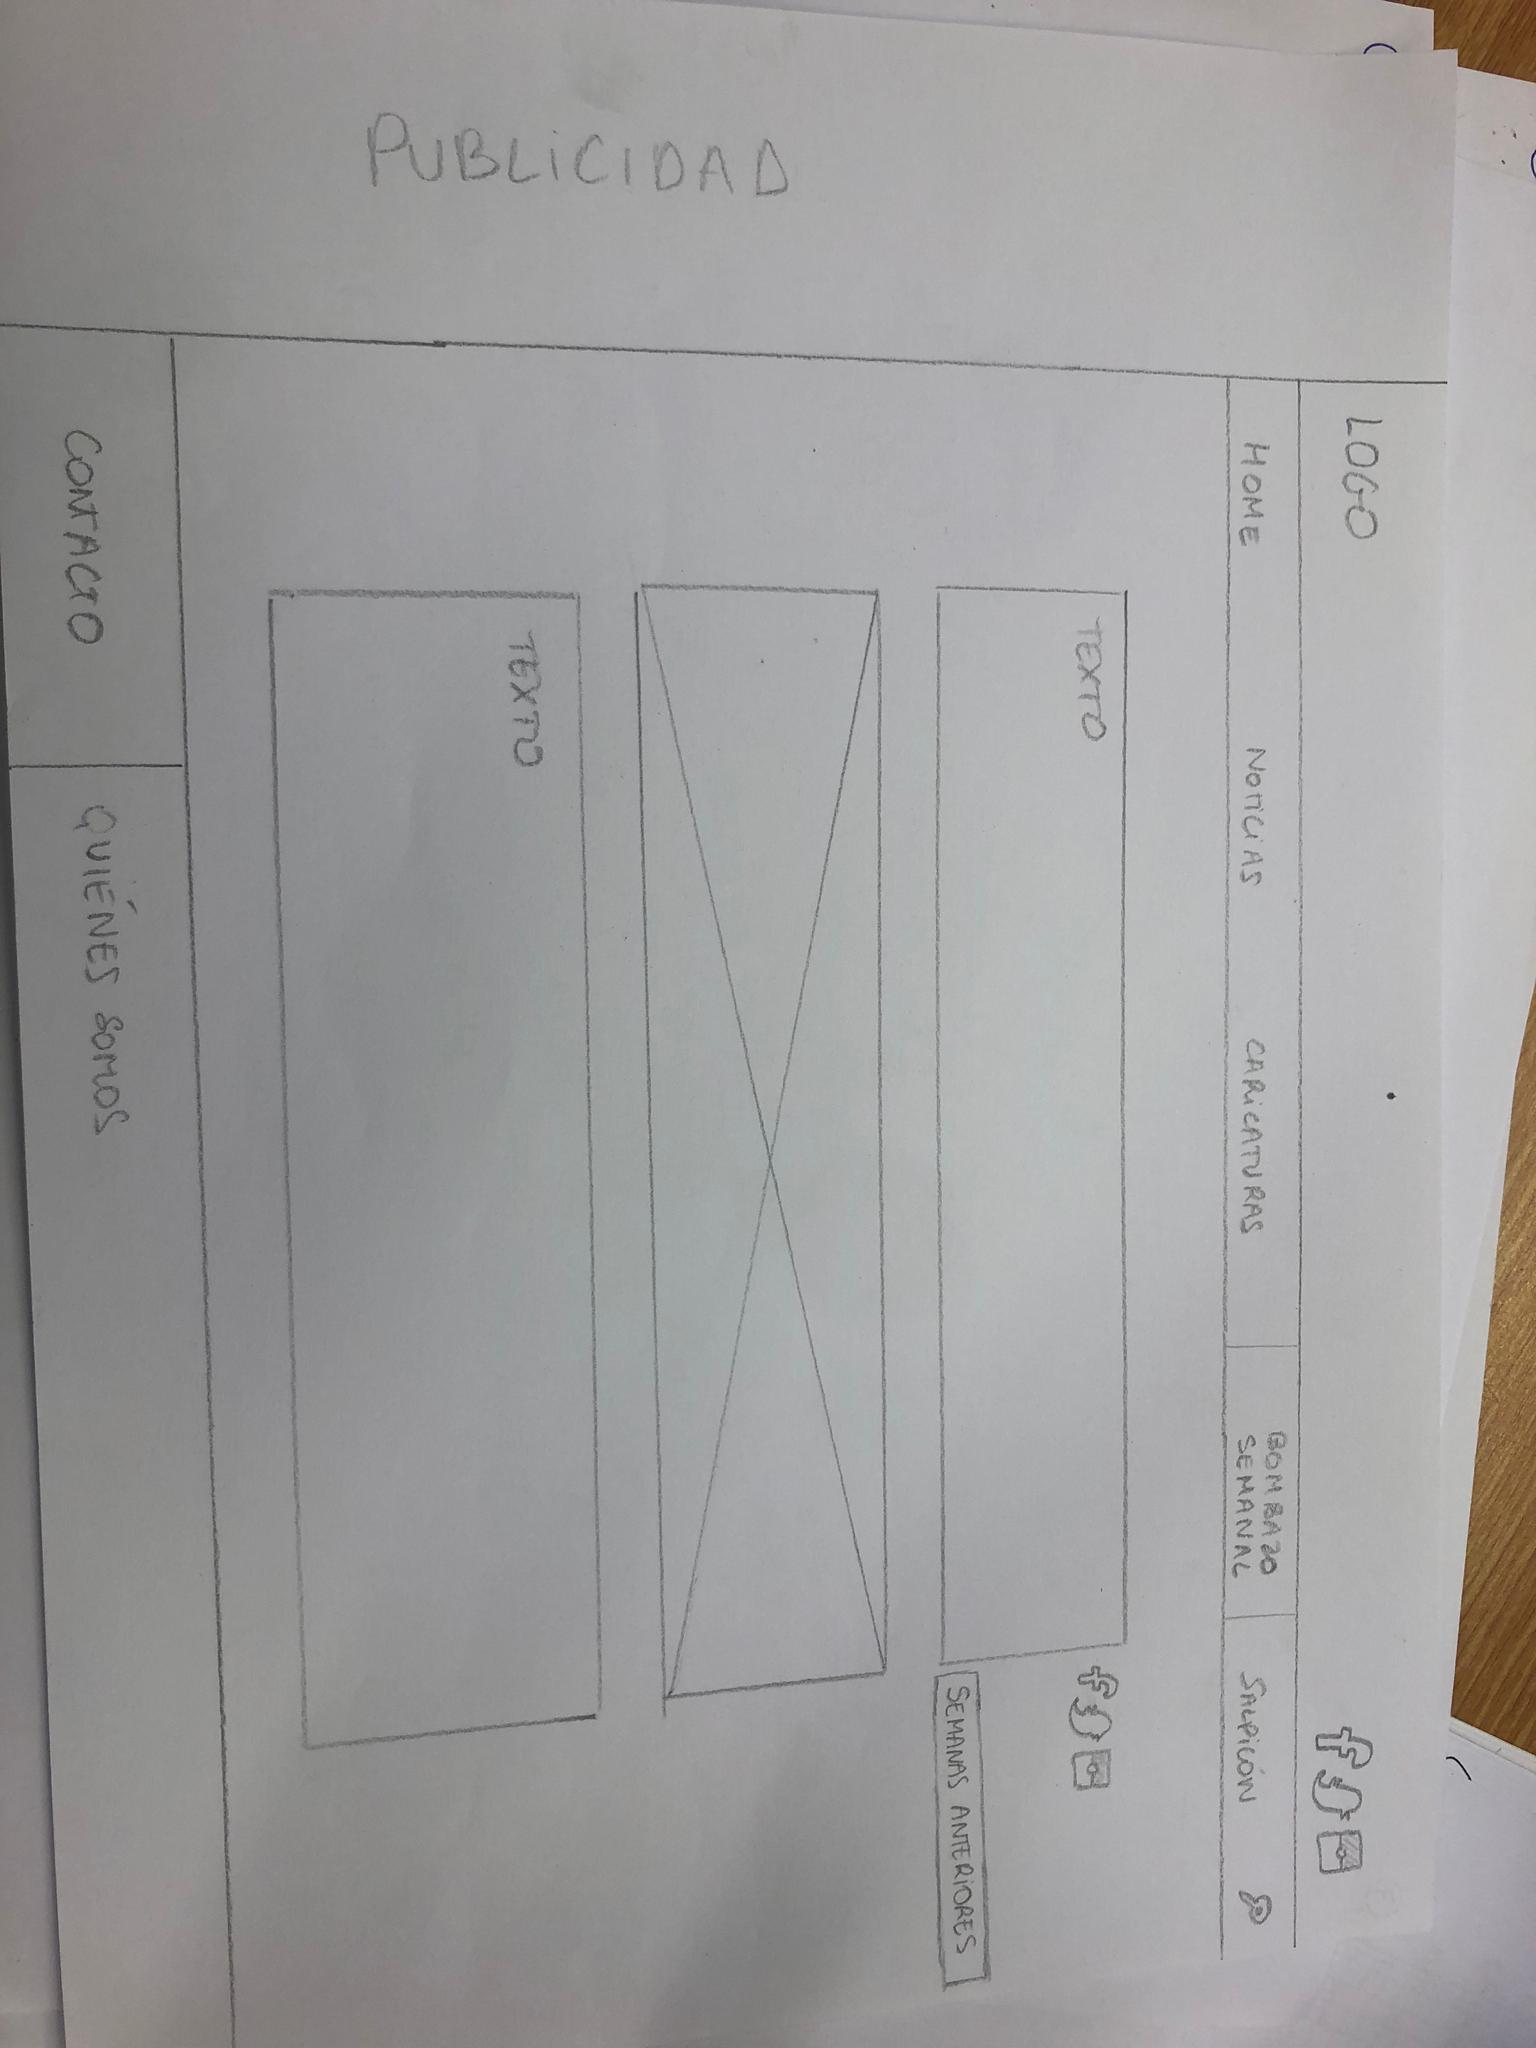 PUBLICIDAD
LOGO
HOME NOTICIAS CARICATURAS BOMBAZO
SEMANAL SALPICÓN
TEXTO
SEMANAS ANTERIORES
TEXTO
CONTACTO QUIÉNES SOMOS